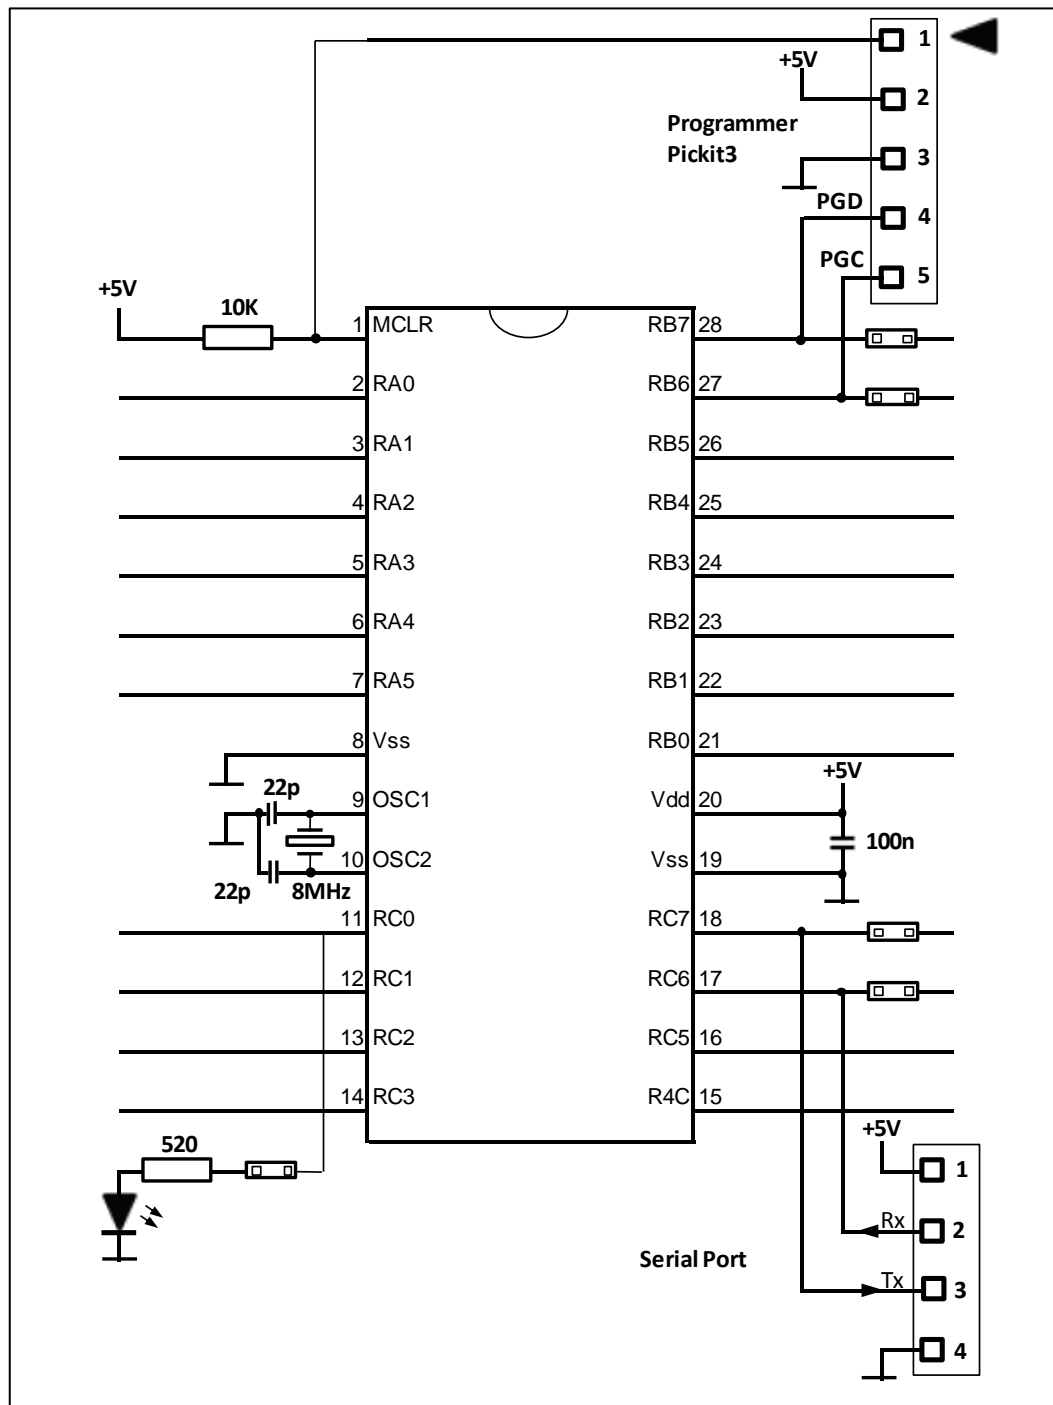 1
+5V
2
Programmer
Pickit3
3
PGD
4
PGC
5
+5V
10K
1 MCLR
RB7 28
2 RA0
RB6 27
3 RA1
RB5 26
4 RA2
RB4 25
5 RA3
RB3 24
6 RA4
RB2 23
7 RA5
RB1 22
8 Vss
RB0 21
+5V
22p
9 OSC1
Vdd 20
100n
10 OSC2
Vss 19
22p
8MHz
11 RC0
RC7 18
12 RC1
RC6 17
13 RC2
RC5 16
14 RC3
R4C 15
+5V
520
1
Rx
2
Serial Port
Tx
3
4